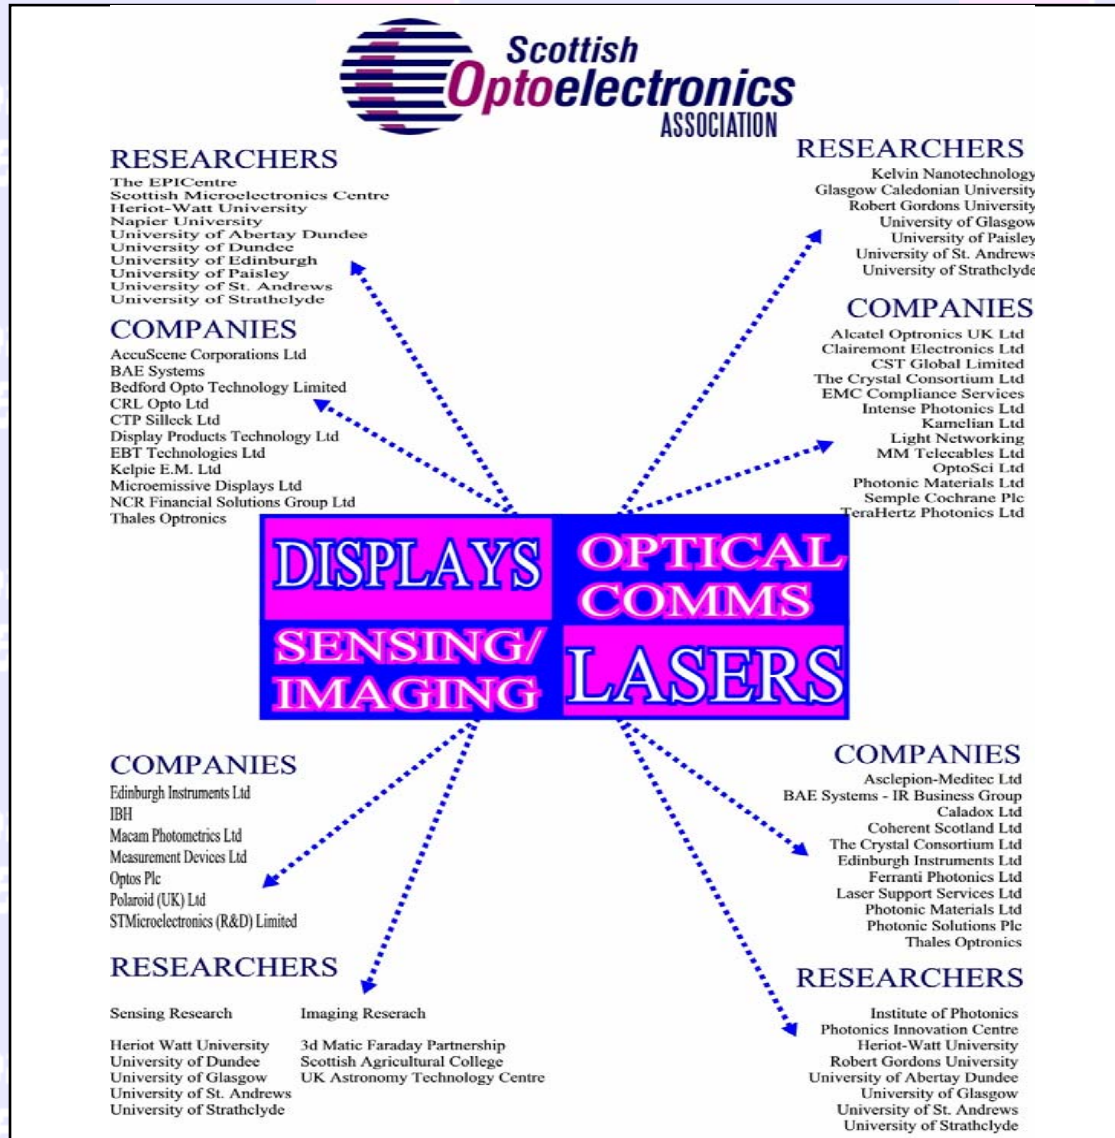 Scottish
Optoelectronics
ASSOCIATION
RESEARCHERS
The EPICentre
Scottish Microelectronics Centre
Heriot-Watt University
Napier University
University of Abertay Dundee
University of Dundee
University of Edinburgh
University of Paisley
University of St. Andrews
University of Strathclyde
COMPANIES
AccuScene Corporations Ltd
BAE Systems
Bedford Opto Technology Limited
CRL Opto Ltd
CTP Silleck Ltd
Display Products Technology Ltd
EBT Technologies Ltd
Kelpie E.M. Ltd
Microemissive Displays Ltd
NCR Financial Solutions Group Ltd
Thales Optronics
RESEARCHERS
Kelvin Nanotechnology
Glasgow Caledonian University
Robert Gordons University
University of Glasgow
University of Paisley
University of St. Andrews
University of Strathclyde
COMPANIES
Alcatel Optronics UK Ltd
Clairemont Electronics Ltd
CST Global Limited
The Crystal Consortium Ltd
EMC Compliance Services
Intense Photonics Ltd
Kamelian Ltd
Light Networking
MM Telecables Ltd
OptoSci Ltd
Photonic Materials Ltd
Semple Cochrane Plc
TeraHertz Photonics Ltd
DISPLAYS
OPTICAL
COMMS
SENSING/
IMAGING
LASERS
COMPANIES
Edinburgh Instruments Ltd
IBH
Macam Photometrics Ltd
Measurement Devices Ltd
Optos Plc
Polaroid (UK) Ltd
STMicroelectronics (R&D) Limited
RESEARCHERS
Sensing Research
Heriot Watt University
University of Dundee
University of Glasgow
University of St. Andrews
University of Strathclyde
Imaging Reserach
3d Matic Faraday Partnership
Scottish Agricultural College
UK Astronomy Technology Centre
COMPANIES
Asclepion-Meditec Ltd
BAE Systems - IR Business Group
Caladox Ltd
Coherent Scotland Ltd
The Crystal Consortium Ltd
Edinburgh Instruments Ltd
Ferranti Photonics Ltd
Laser Support Services Ltd
Photonic Materials Ltd
Photonic Solutions Plc
Thales Optronics
RESEARCHERS
Institute of Photonics
Photonics Innovation Centre
Heriot-Watt University
Robert Gordons University
University of Abertay Dundee
University of Glasgow
University of St. Andrews
University of Strathclyde